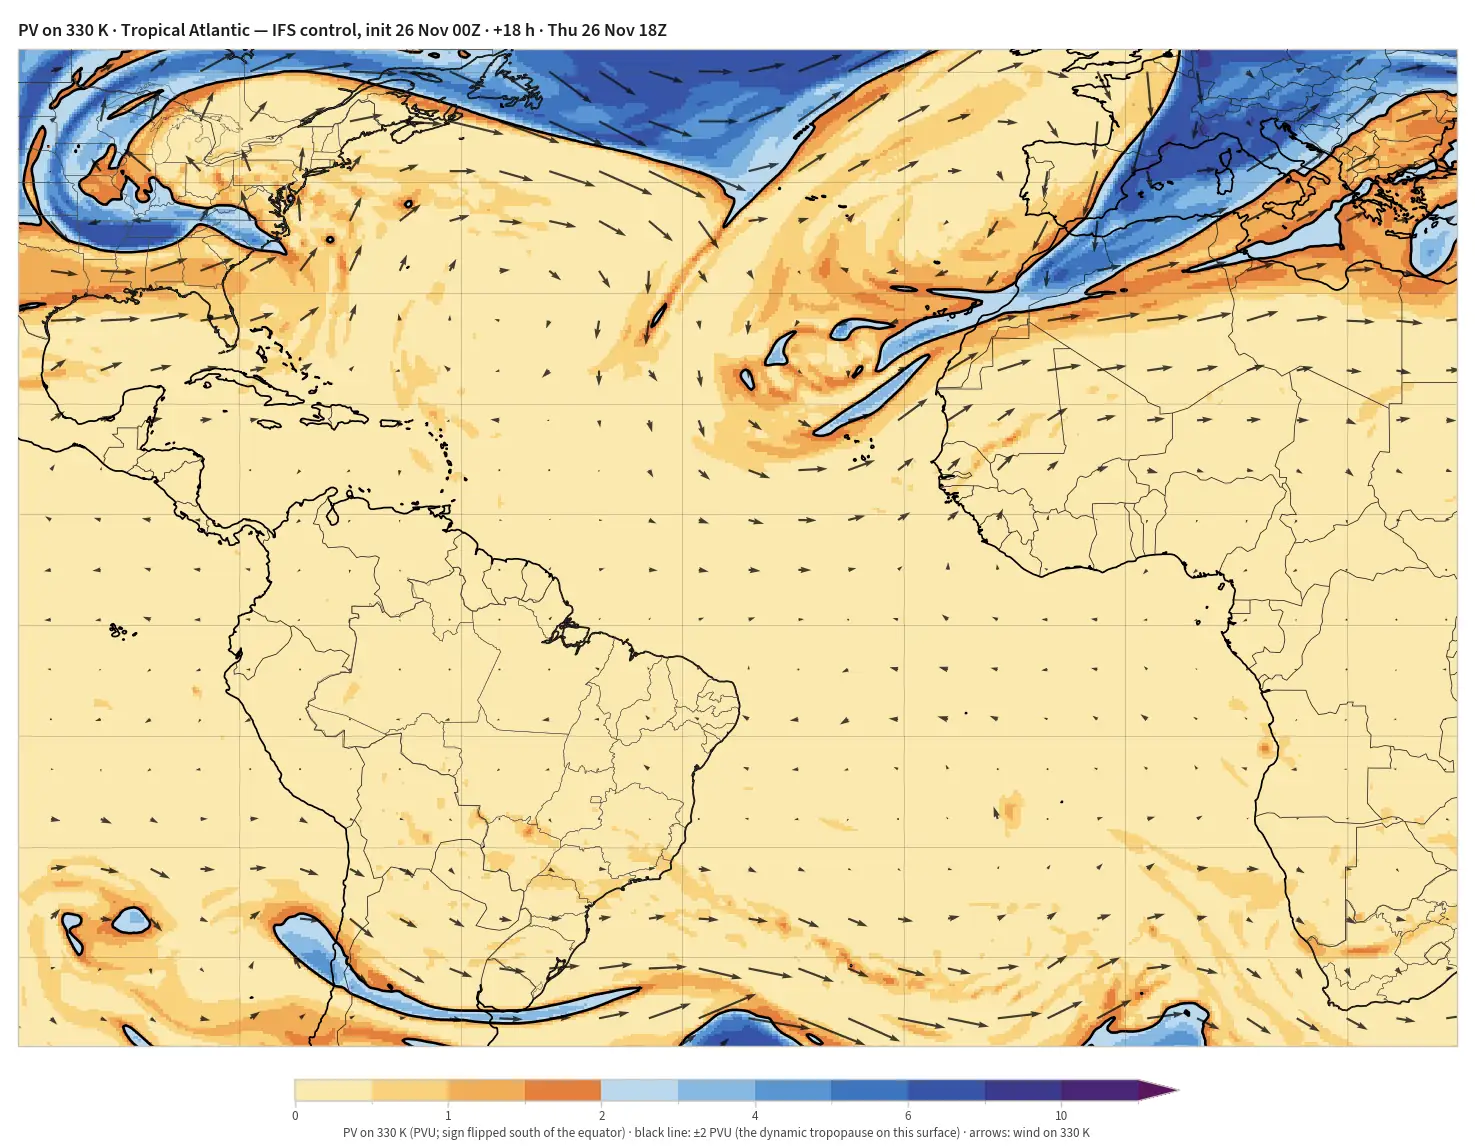 PV on 330 K · Tropical Atlantic — IFS control, init 26 Nov 00Z · +18 h · Thu 26 Nov 18Z
0 1 2 4 6 8 10
PV on 330 K (PVU; sign flipped south of the equator) · black line: ±2 PVU (the dynamic tropopause on this surface) · arrows: wind on 330 K